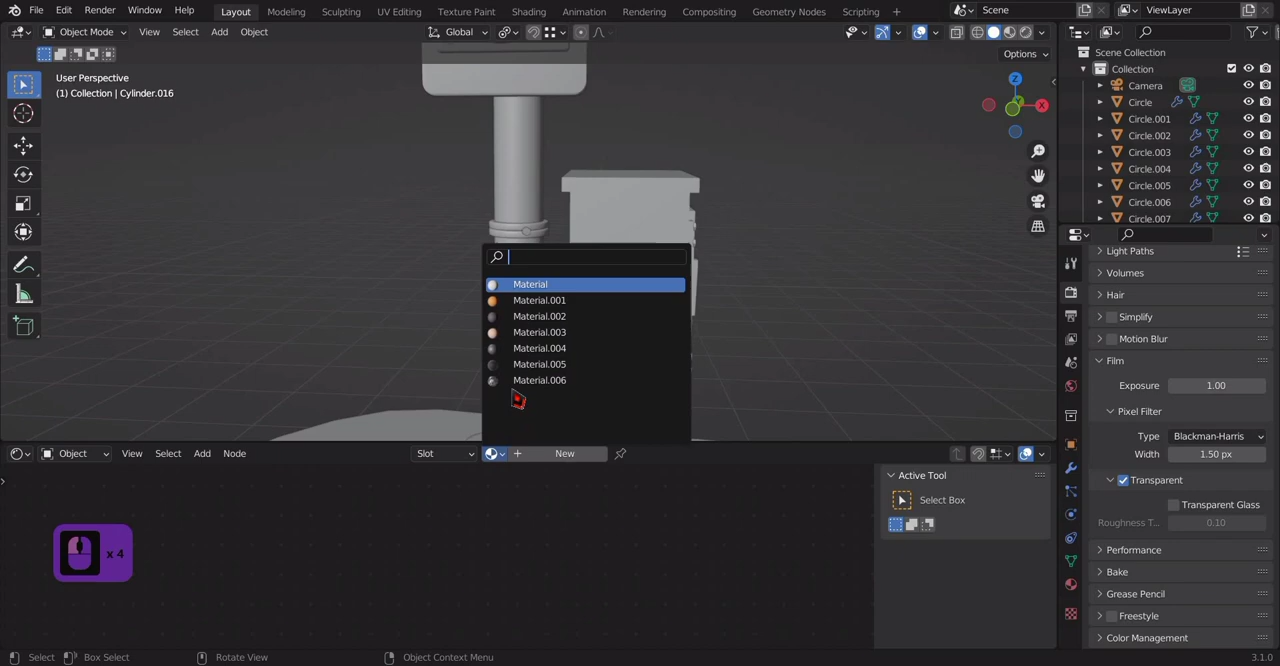 File Edit Render Window Help Layout Modeling Sculpting UV Editing Texture Paint Shading Animation Rendering Compositing Geometry Nodes Scripting + Scene ViewLayer
Object Mode View Select Add Object Global
Options
User Perspective
(1) Collection | Cylinder.016
Z
X
Scene Collection
Collection
Camera
Circle
Circle.001
Circle.002
Circle.003
Circle.004
Circle.005
Circle.006
Circle.007
Material
Material.001
Material.002
Material.003
Material.004
Material.005
Material.006
Light Paths
Volumes
Hair
Simplify
Motion Blur
Film
Exposure 1.00
Pixel Filter
Type Blackman-Harris
Width 1.50 px
Transparent
Transparent Glass
Roughness T... 0.10
Performance
Bake
Grease Pencil
Freestyle
Color Management
Object View Select Add Node Slot New
Active Tool
Select Box
x 4
Select Box Select Rotate View Object Context Menu 3.1.0